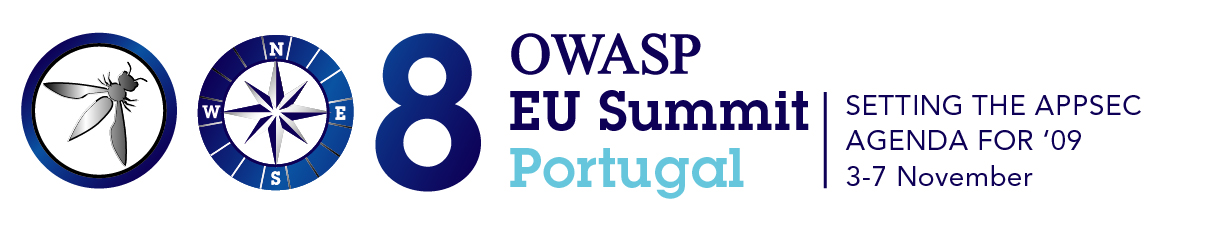 N
W E
S
8
OWASP
EU Summit
Portugal
SETTING THE APPSEC
AGENDA FOR ’09
3-7 November